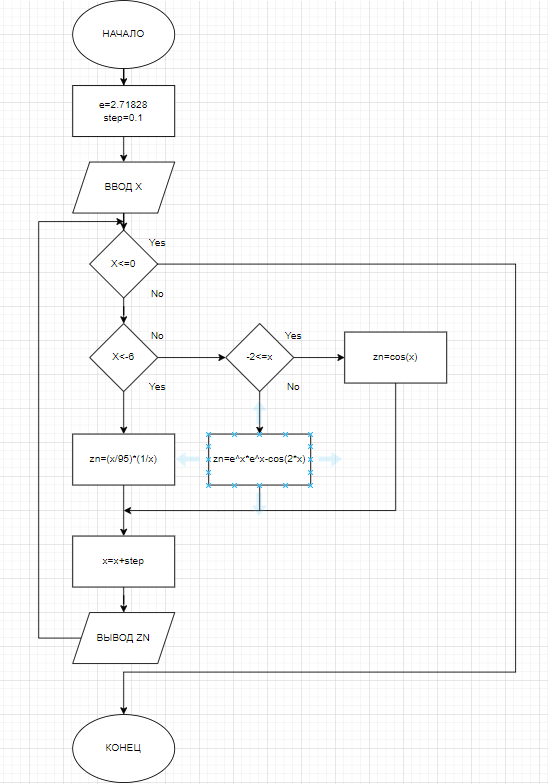 НАЧАЛО
e=2.71828
step=0.1
ВВОД X
Yes
X<=0
No
No
Yes
X<-6
-2<=x
zn=cos(x)
Yes
No
zn=(x/95)*(1/x)
zn=e^x*e^x-cos(2*x)
x=x+step
ВЫВОД ZN
КОНЕЦ